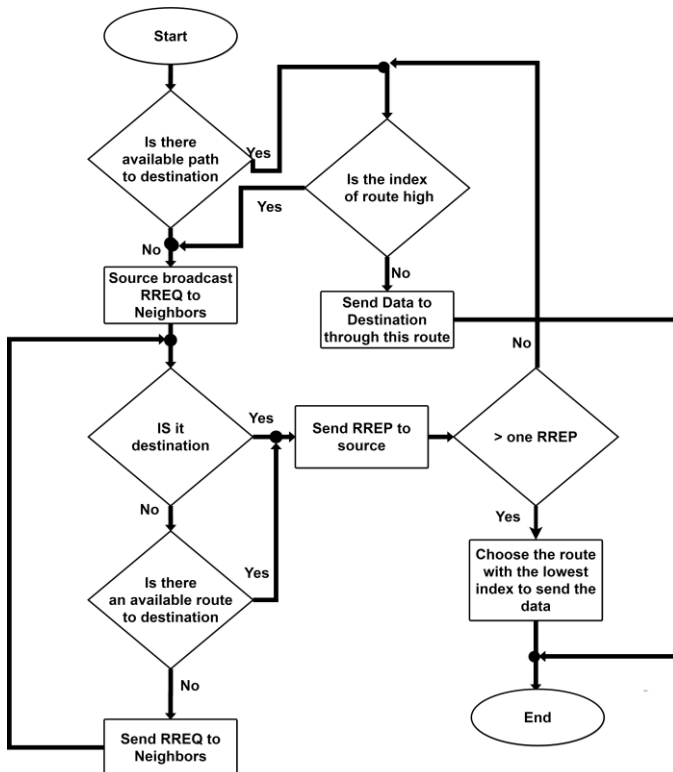 Start
Is there
available path
to destination
Yes
Is the index
of route high
Yes
No
No
Source broadcast
RREQ to
Neighbors
Send Data to
Destination
through this route
No
IS it
destination
Yes
Send RREP to
source
> one RREP
No
Yes
Is there
an available route
to destination
Yes
Choose the route
with the lowest
index to send the
data
No
Send RREQ to
Neighbors
End